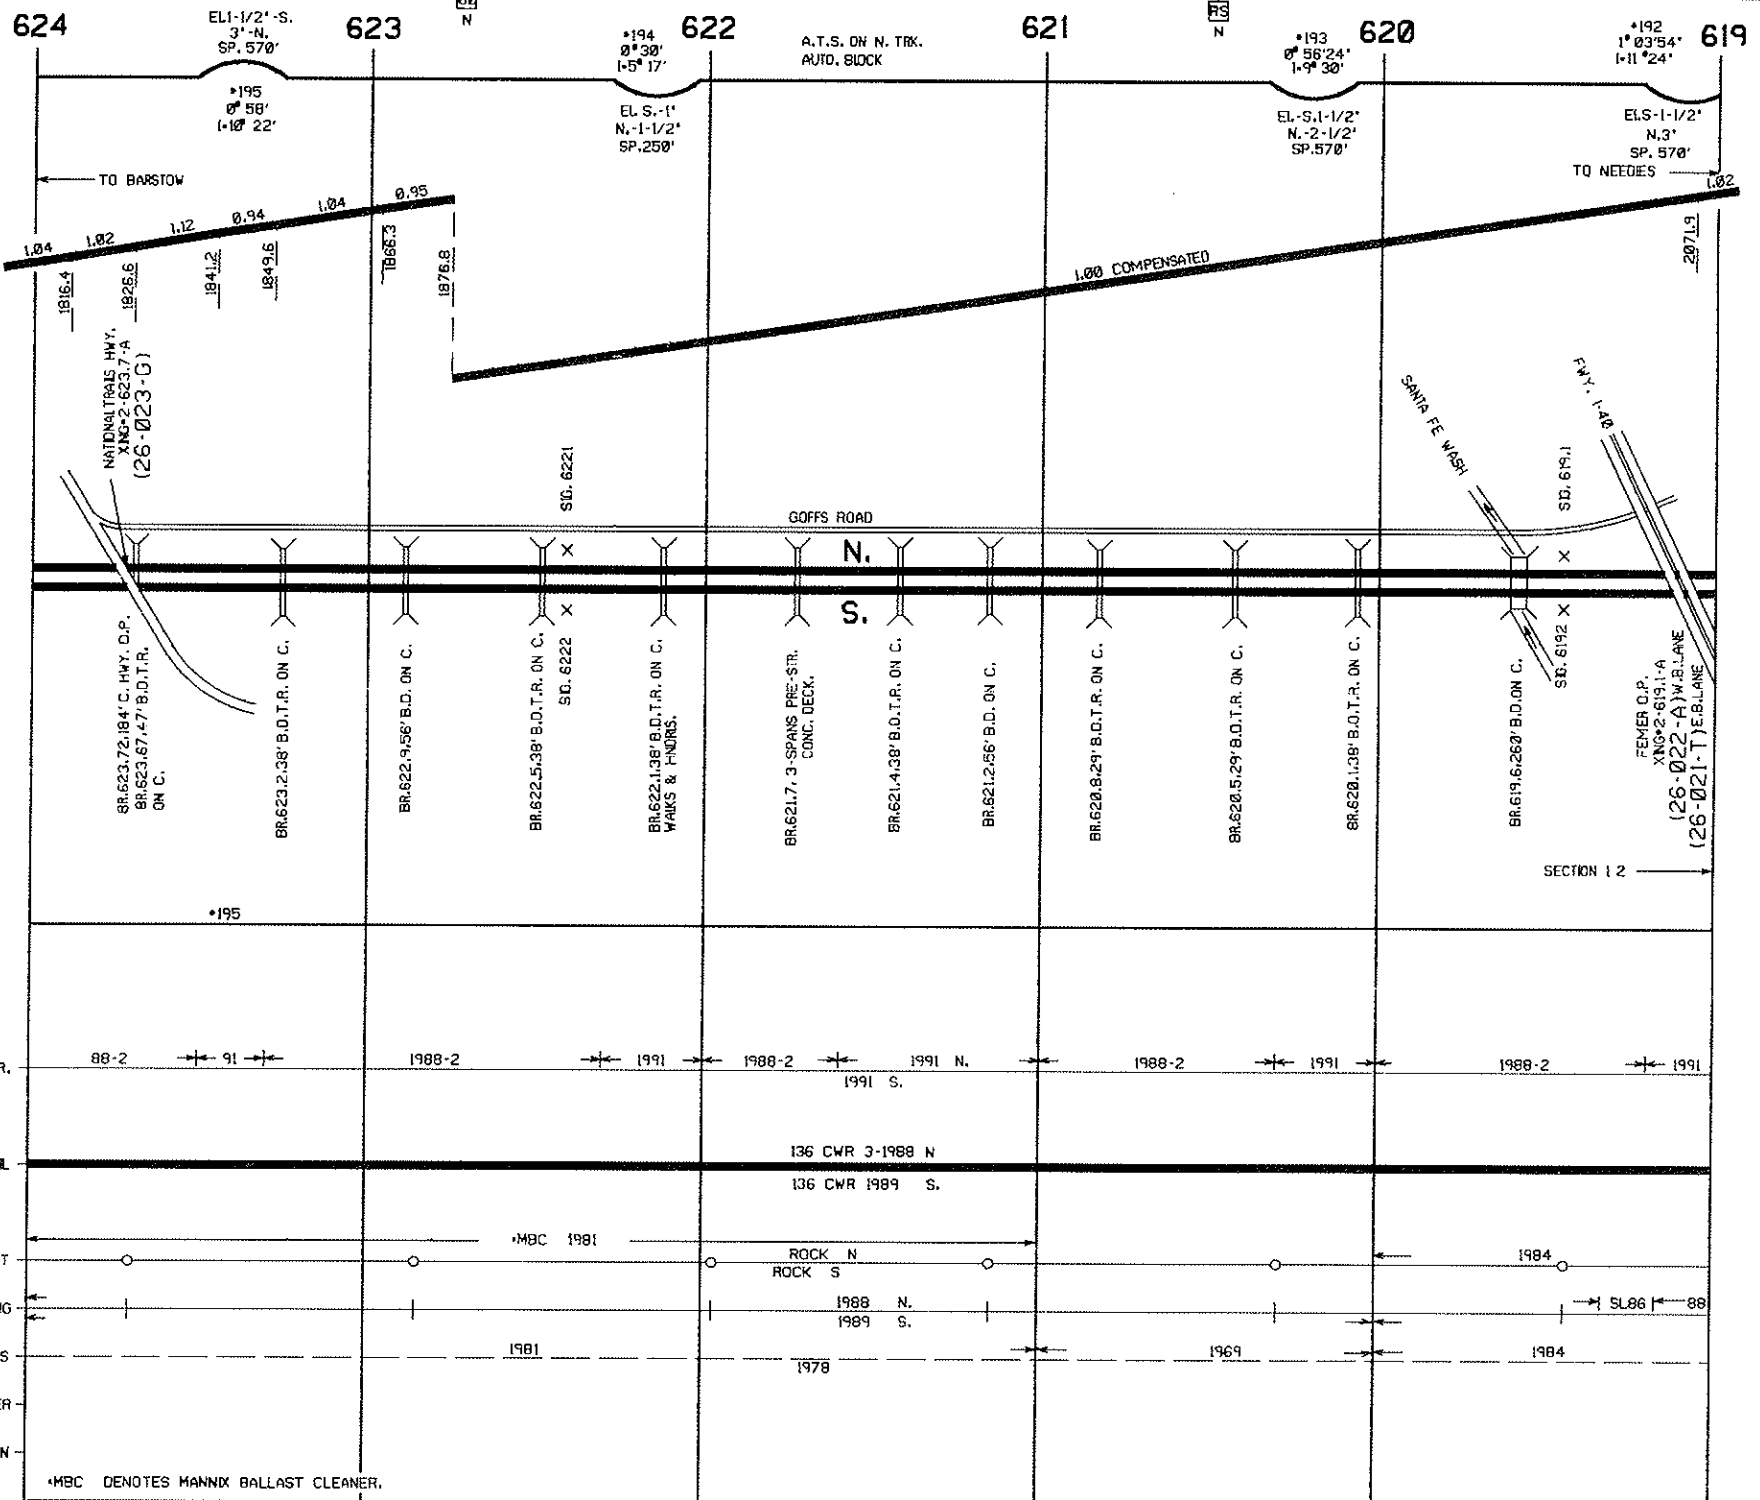 624
EL1-1/2"-S.
3"-N.
SP. 570'
623
N
*194
0°30'
I=5°17'
622
A.T.S. ON N. TRK.
AUTO. BLOCK
621
RS
N
*193
0°56'24"
I=9°30'
620
*192
1°03'54"
I=11°24'
619
*195
0°58'
I=10°22'
EL. S.-1"
N.-1-1/2"
SP.250'
EL-S.1-1/2"
N.-2-1/2"
SP.570'
ELS-1-1/2"
N.3"
SP. 570'
TO BARSTOW
TO NEEDLES
1.04
1.02
1.12
0.94
1.04
0.95
1.00 COMPENSATED
1.02
1816.4
1826.6
1841.2
1849.6
1866.3
1876.8
2071.9
NATIONAL TRAILS HWY.
XING*2-623.7-A
(26-023-G)
SIG. 6221
SANTA FE WASH
SIG. 619.1
FWY. I-40
GOFFS ROAD
N.
S.
BR.623.72,184' C. HWY. O.P.
BR.623.67,47' B.D.T.R.
ON C.
BR.623.2,38' B.D.T.R. ON C.
BR.622.9,56' B.D. ON C.
BR.622.5,38' B.D.T.R. ON C.
SIG. 6222
BR.622.1,38' B.D.T.R. ON C.
WALKS & HNDRLS.
BR.621.7, 3-SPANS PRE-STR.
CONC. DECK.
BR.621.4,38' B.D.T.R. ON C.
BR.621.2,56' B.D. ON C.
BR.620.8,29' B.D.T.R. ON C.
BR.620.5,29' B.D.T.R. ON C.
BR.620.1,38' B.D.T.R. ON C.
BR.619.6,260' B.D.ON C.
SIG. 6192
FEMER O.P.
XING*2-619.1-A
(26-022-A)W.B.LANE
(26-021-T)E.B.LANE
SECTION 12
*195
R.
88-2
91
1988-2
1991
1988-2
1991 N.
1991 S.
1988-2
1991
1988-2
1991
L
136 CWR 3-1988 N
136 CWR 1989 S.
T
*MBC 1981
ROCK N
ROCK S
1984
G
1988 N.
1989 S.
SL86
88
S
1981
1978
1969
1984
ER
N
*MBC DENOTES MANNIX BALLAST CLEANER.